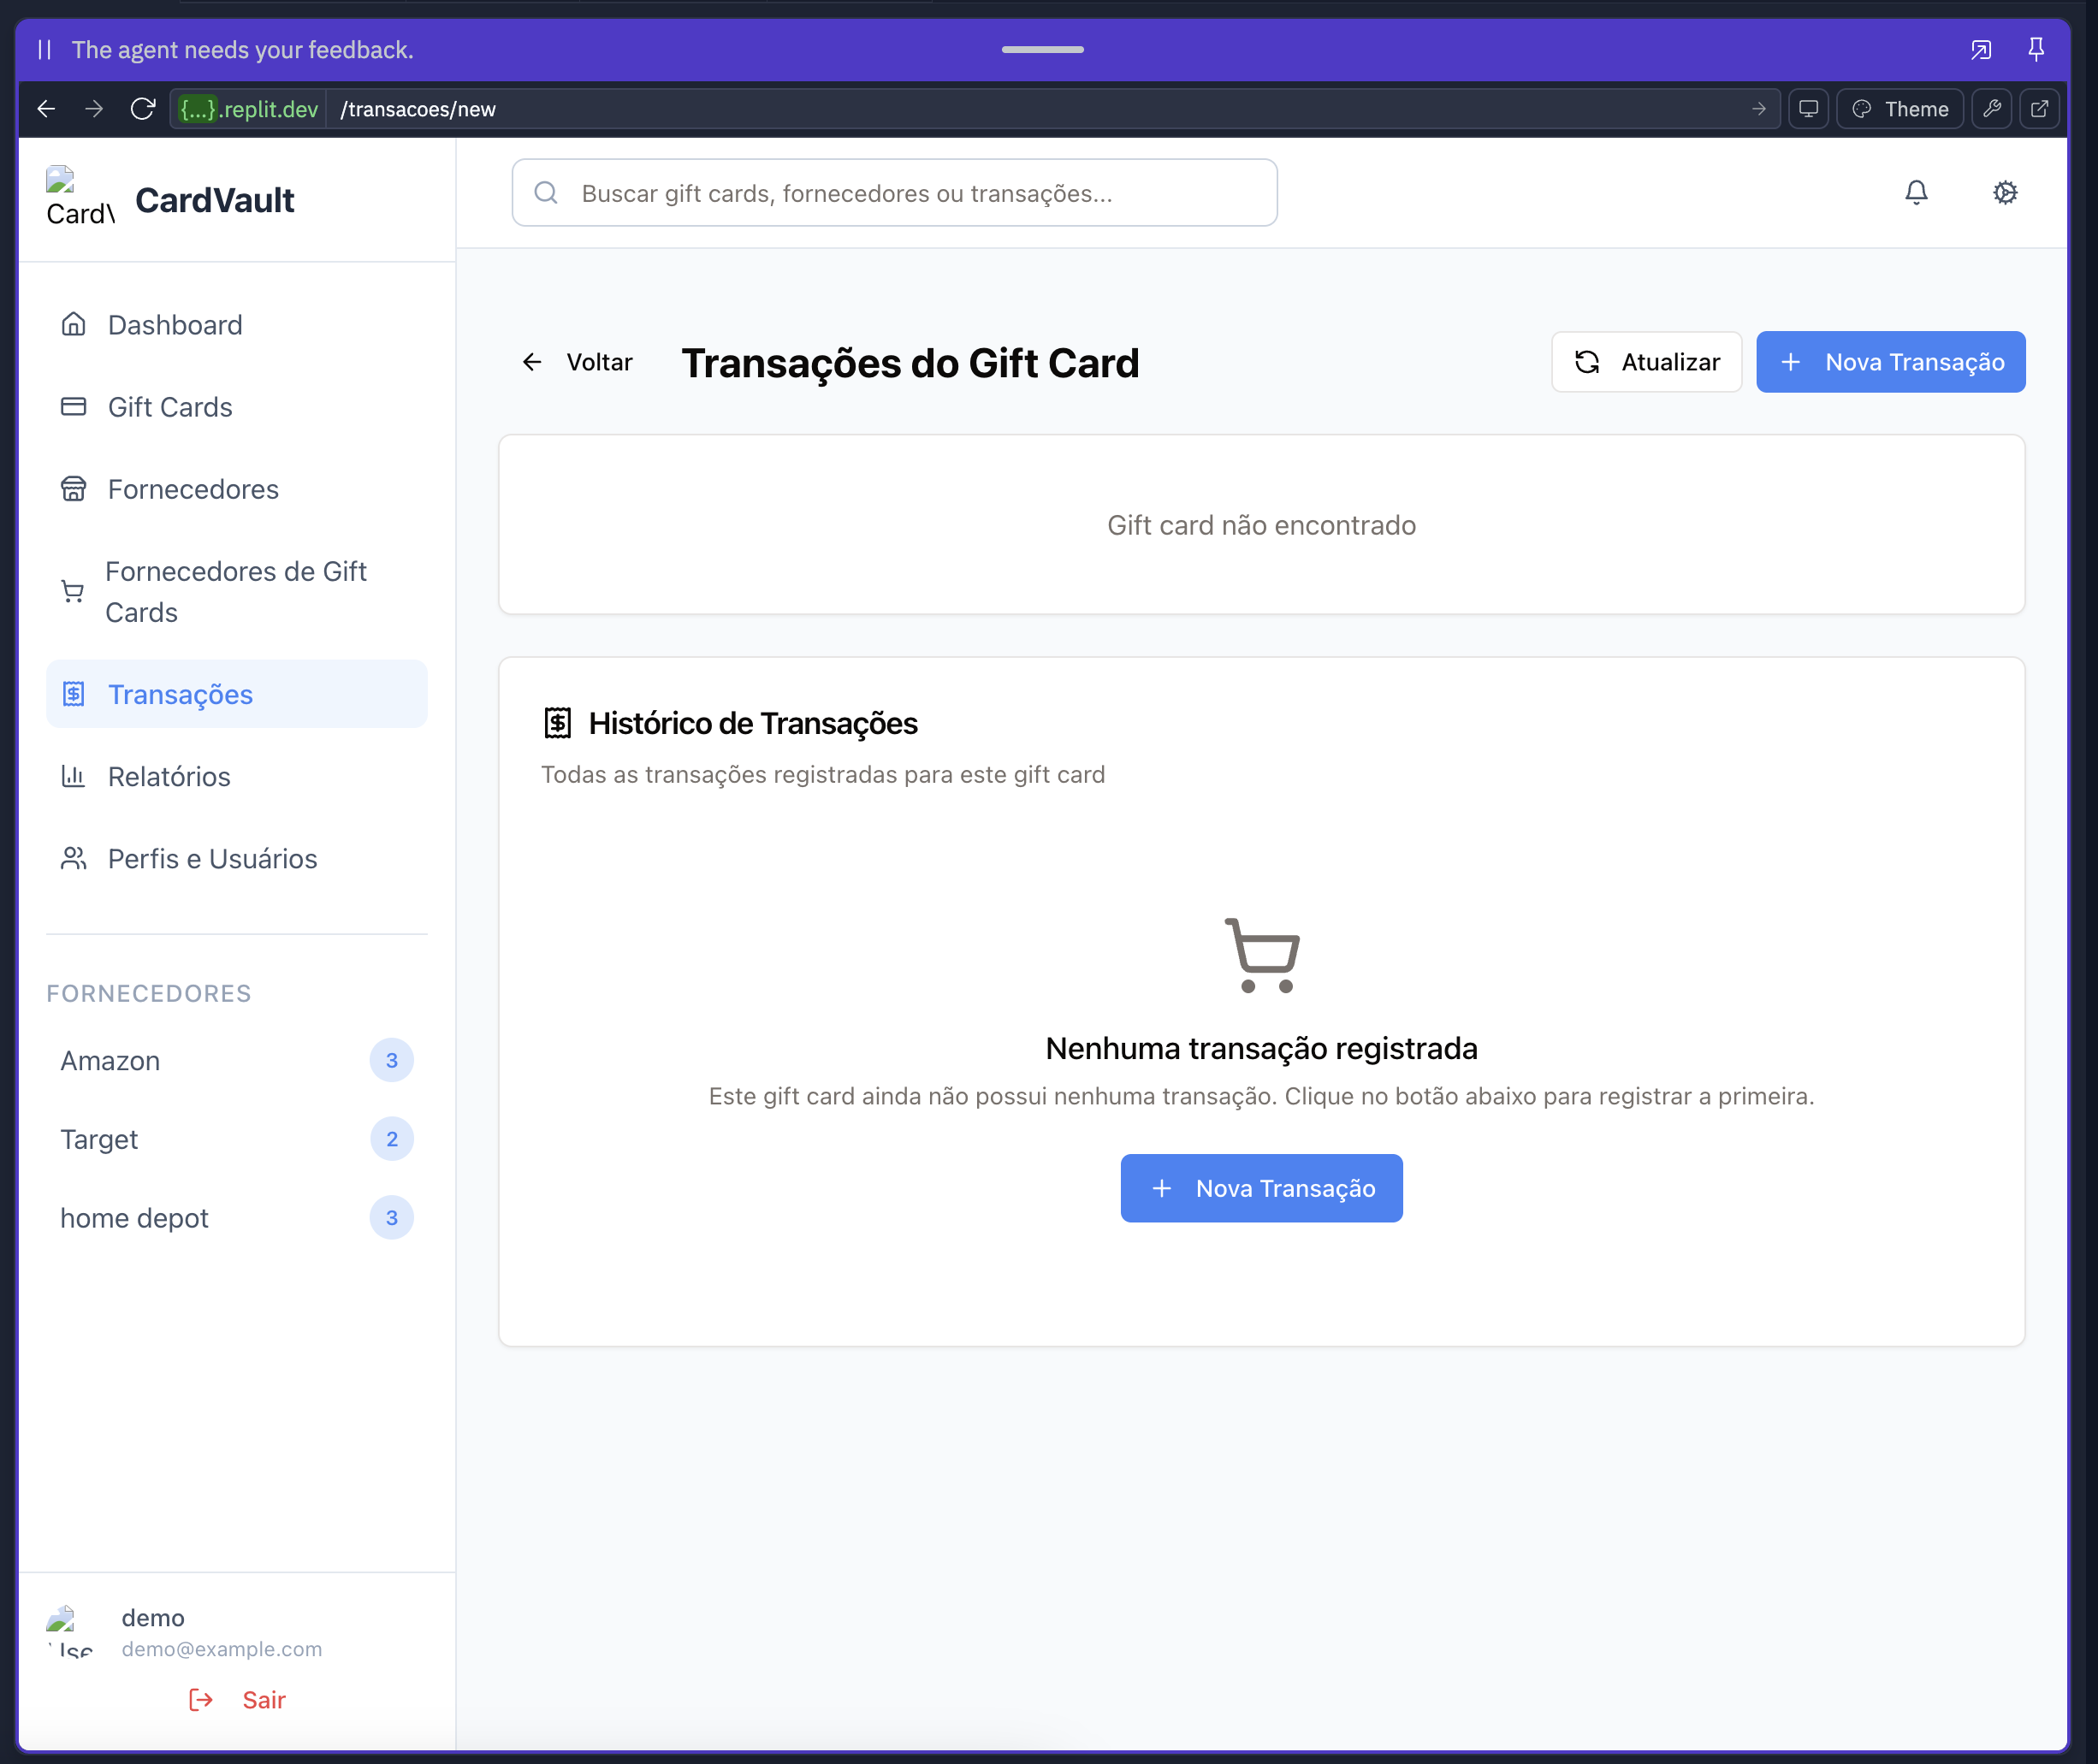 The agent needs your feedback.
{...}.replit.dev /transacoes/new
Theme
Card\
CardVault
Buscar gift cards, fornecedores ou transações...
Dashboard
Gift Cards
Fornecedores
Fornecedores de Gift
Cards
Transações
Relatórios
Perfis e Usuários
FORNECEDORES
Amazon 3
Target 2
home depot 3
demo
demo@example.com
Sair
Voltar
Transações do Gift Card
Atualizar
Nova Transação
Gift card não encontrado
Histórico de Transações
Todas as transações registradas para este gift card
Nenhuma transação registrada
Este gift card ainda não possui nenhuma transação. Clique no botão abaixo para registrar a primeira.
Nova Transação